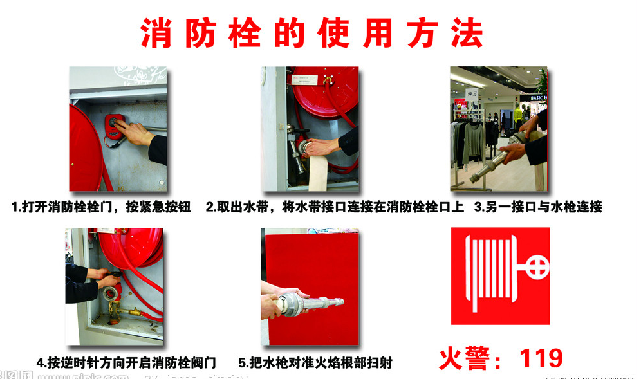 消防栓的使用方法
1.打开消防栓栓门，按紧急按钮
2.取出水带，将水带接口连接在消防栓栓口上
3.另一接口与水枪连接
4.按逆时针方向开启消防栓阀门
5.把水枪对准火焰根部扫射
火警：119